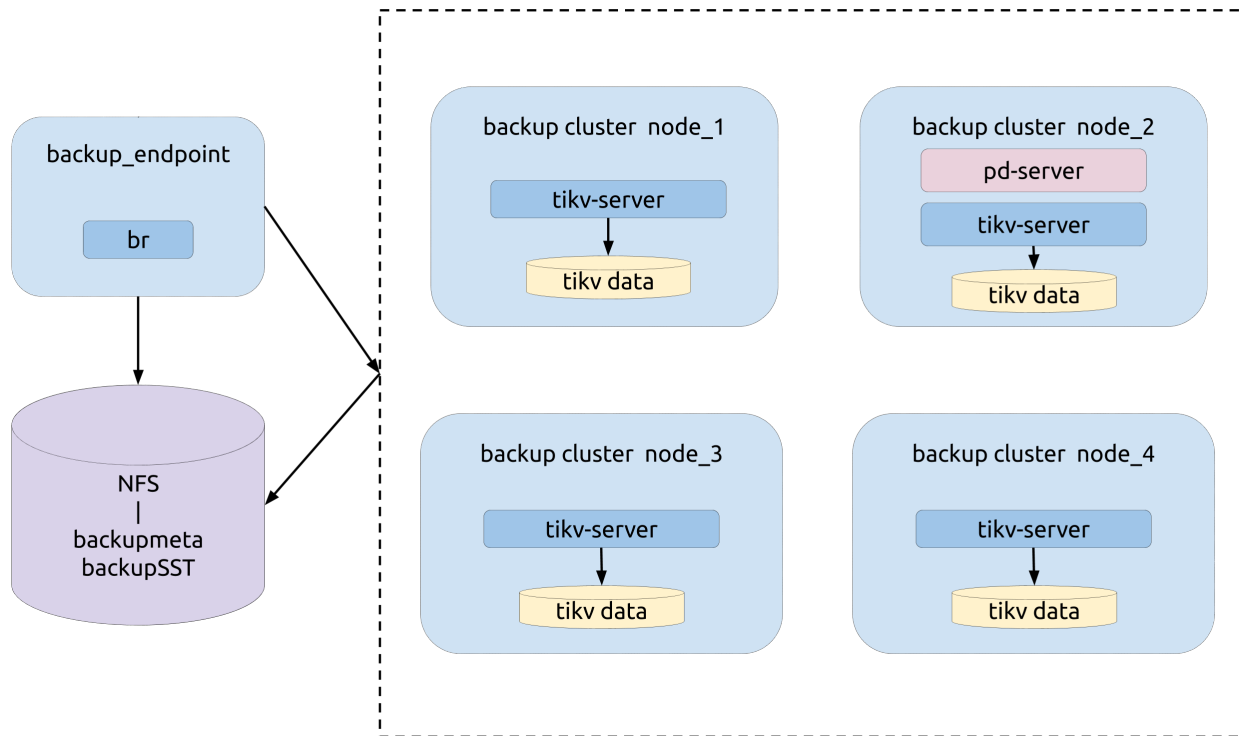 backup_endpoint
br
NFS
backupmeta
backupSST
backup cluster node_1
tikv-server
tikv data
backup cluster node_2
pd-server
tikv-server
tikv data
backup cluster node_3
tikv-server
tikv data
backup cluster node_4
tikv-server
tikv data